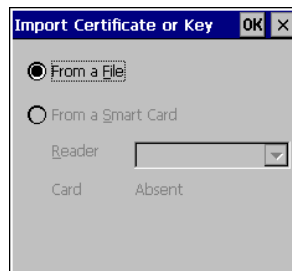 Import Certificate or Key OK ×
From a File
From a Smart Card
Reader
Card Absent